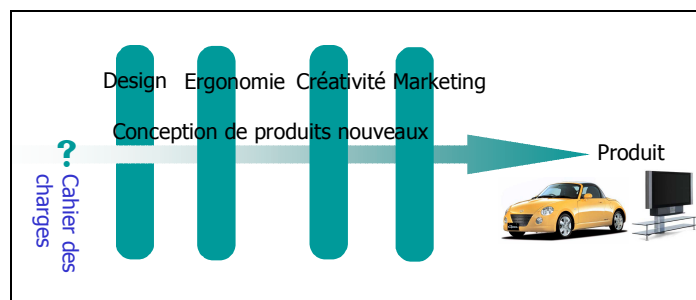 Design
Ergonomie
Créativité
Marketing
Conception de produits nouveaux
?
Cahier des
charges
Produit